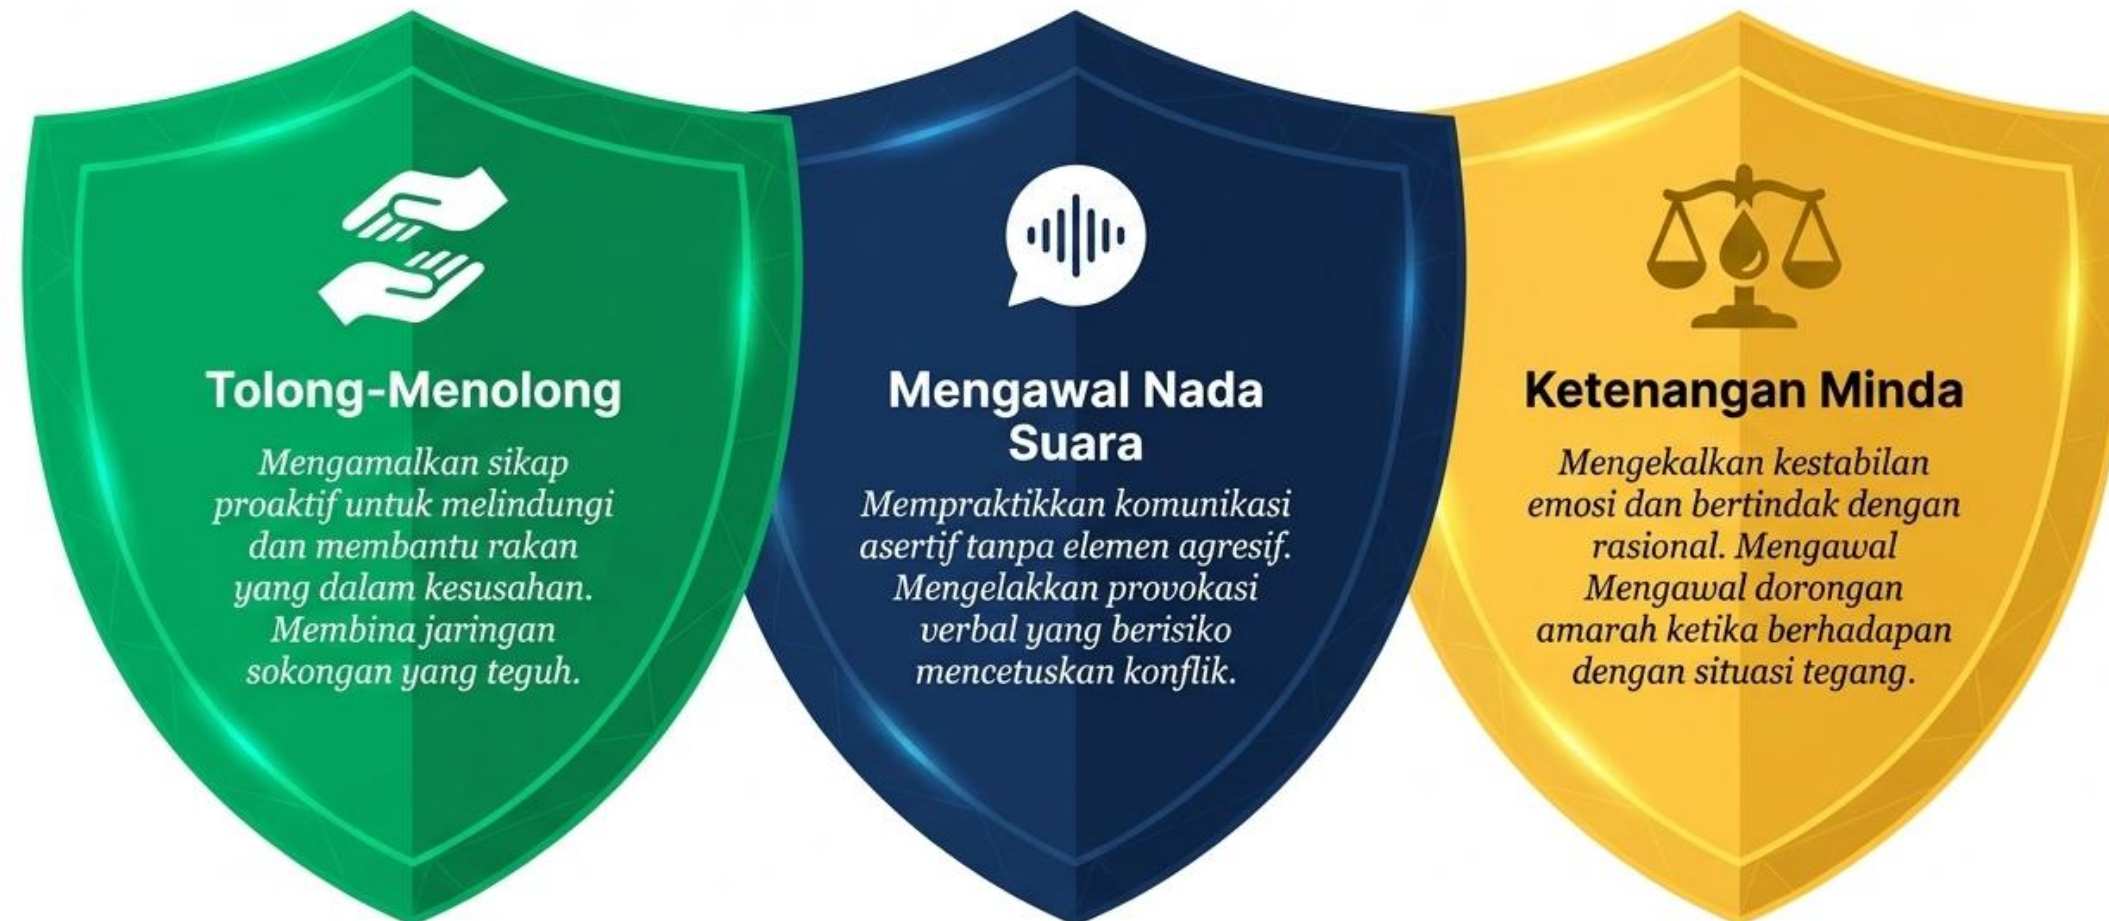 Tolong-Menolong
Mengamalkan sikap
proaktif untuk melindungi
dan membantu rakan
yang dalam kesusahan.
Membina jaringan
sokongan yang teguh.
Mengawal Nada
Suara
Mempraktikkan komunikasi
asertif tanpa elemen agresif.
Mengelakkan provokasi
verbal yang berisiko
mencetuskan konflik.
Ketenangan Minda
Mengekalkan kestabilan
emosi dan bertindak dengan
rasional. Mengawal
Mengawal dorongan
amarah ketika berhadapan
dengan situasi tegang.